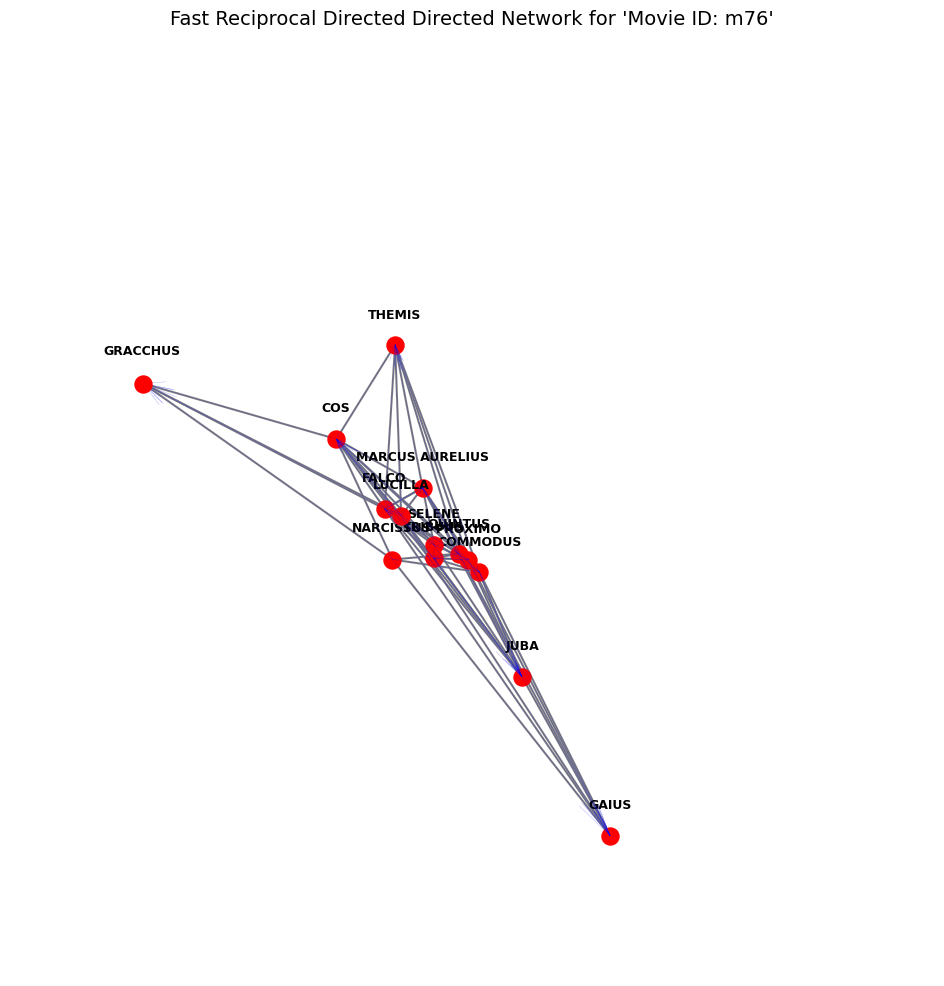 Fast Reciprocal Directed Directed Network for 'Movie ID: m76'
THEMIS
GRACCHUS
COS
MARCUS AURELIUS
FALCO
LUCILLA
SELENE
QUINTUS
NARCISSUS
PROXIMO
COMMODUS
JUBA
GAIUS